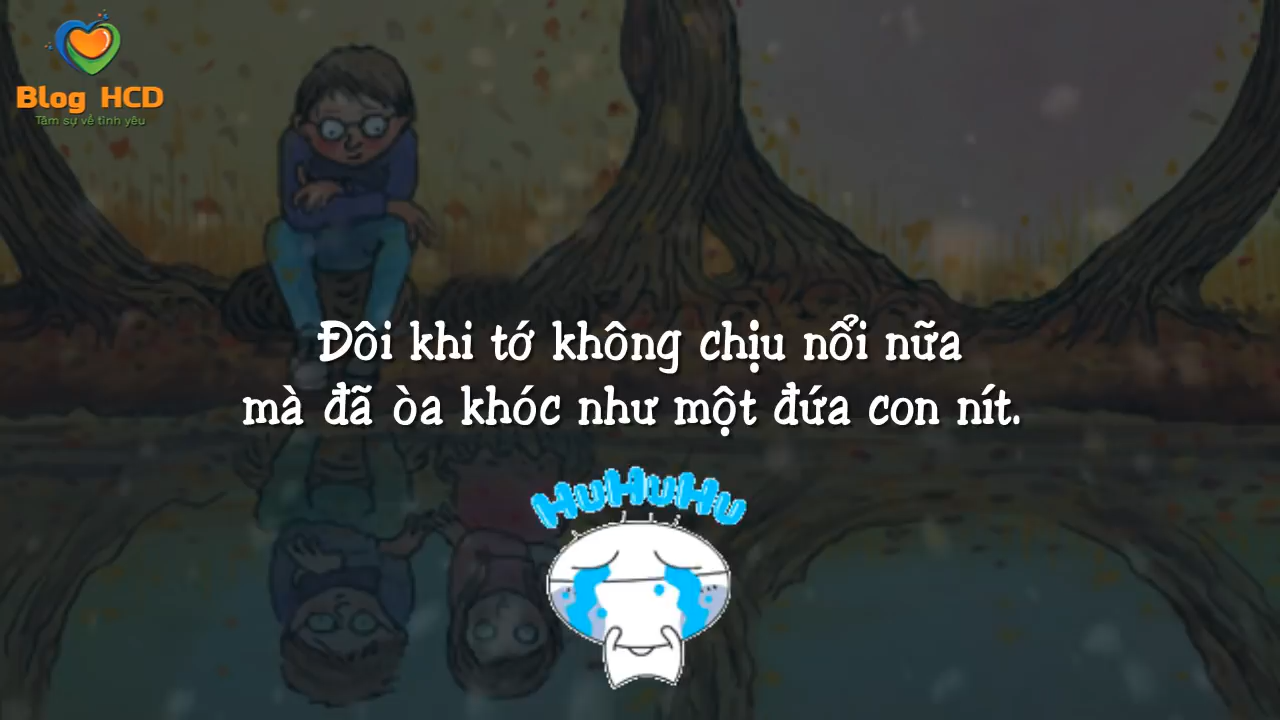 Blog HCD
Tâm sự về tình yêu
Đôi khi tớ không chịu nổi nữa
mà đã òa khóc như một đứa con nít.
HuHuHu